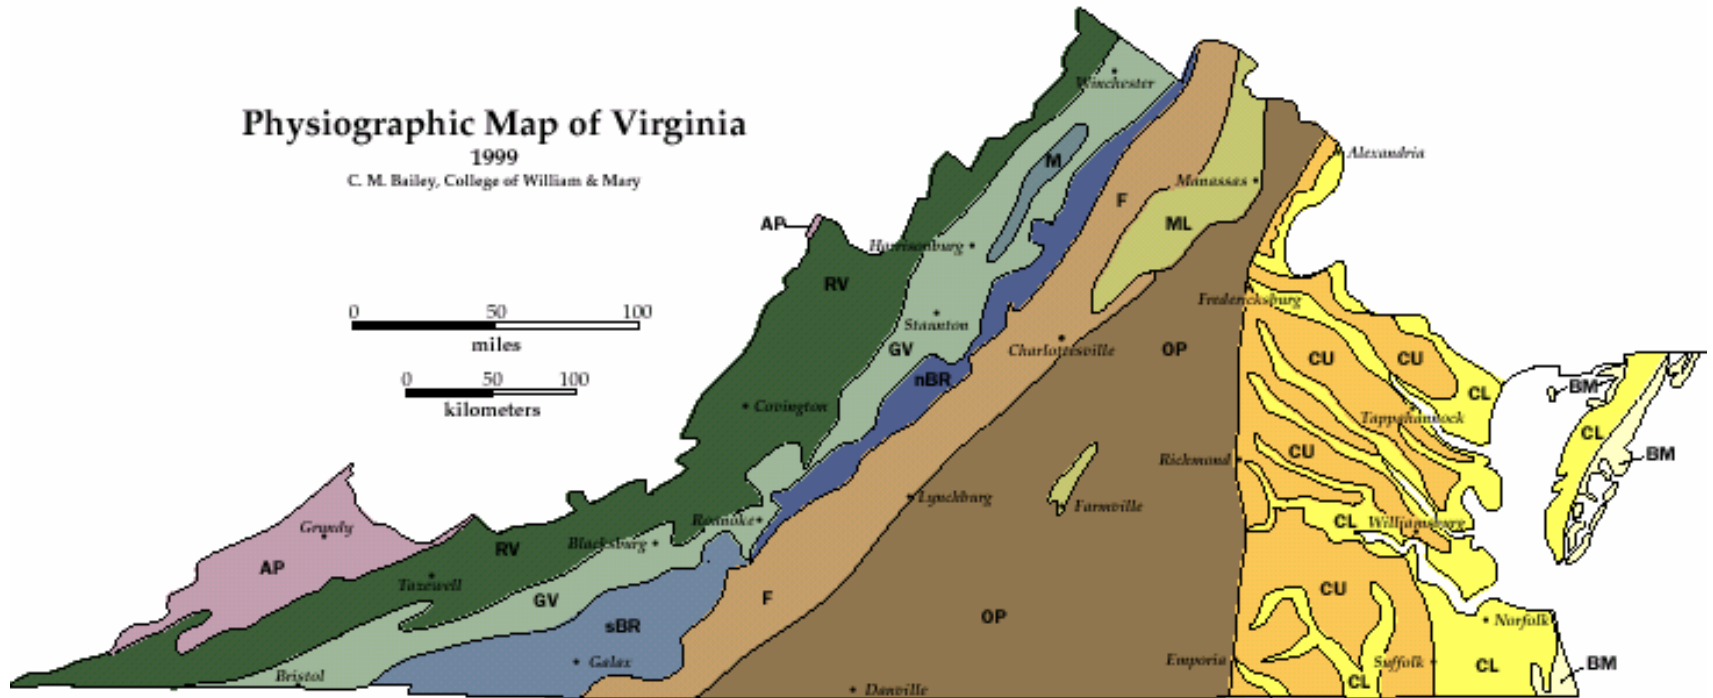 Physiographic Map of Virginia
1999
C. M. Bailey, College of William & Mary
0 50 100
miles
0 50 100
kilometers
Winchester
M
Alexandria
Manassas
F
AP
ML
Harrisonburg
RV
Fredericksburg
Staunton
Charlottesville
GV
OP
CU
CU
nBR
BM
CL
Covington
Tappahannock
CL
CU
BM
Richmond
Lynchburg
Farmville
Roanoke
CL
Williamsburg
Grundy
Blacksburg
RV
AP
Tazewell
GV
F
CU
OP
sBR
Norfolk
Galax
Emporia
Suffolk
CL
BM
Bristol
CL
Danville